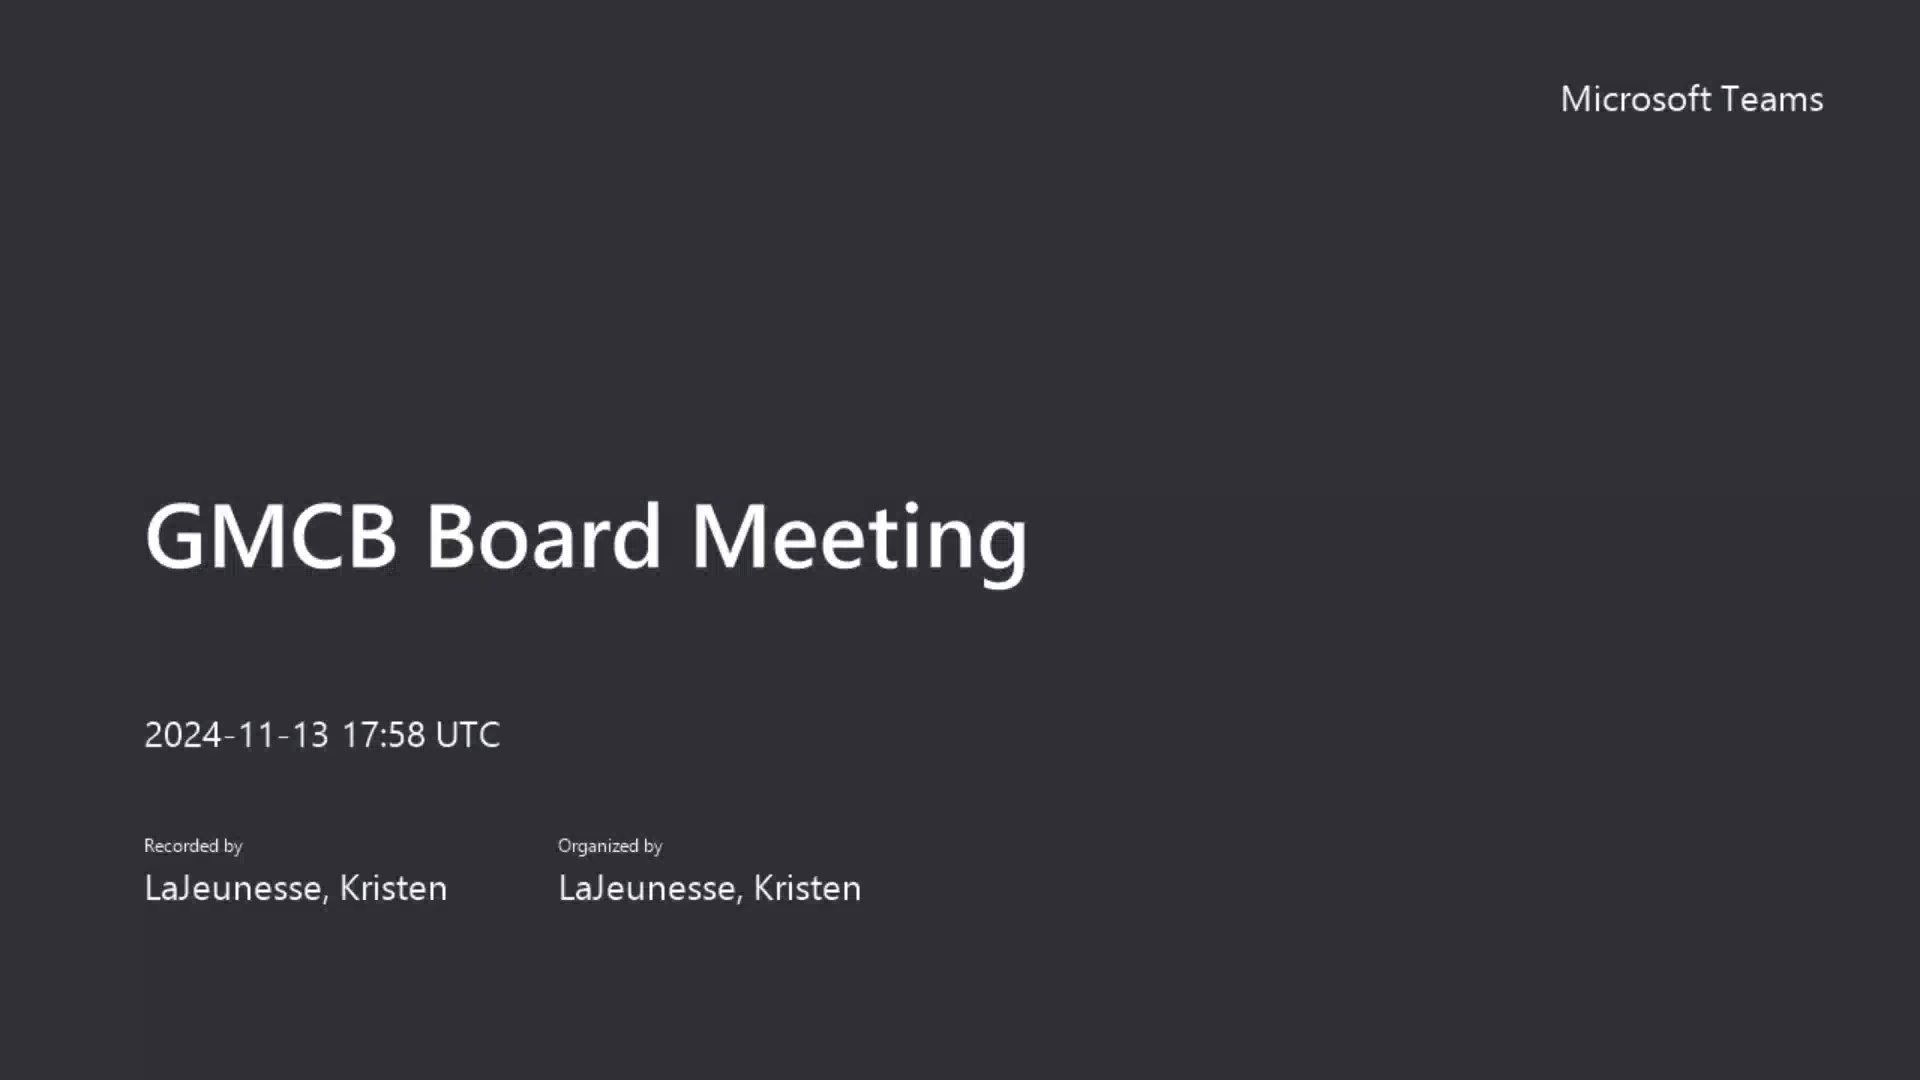 Microsoft Teams
GMCB Board Meeting
2024-11-13 17:58 UTC
Recorded by
LaJeunesse, Kristen
Organized by
LaJeunesse, Kristen